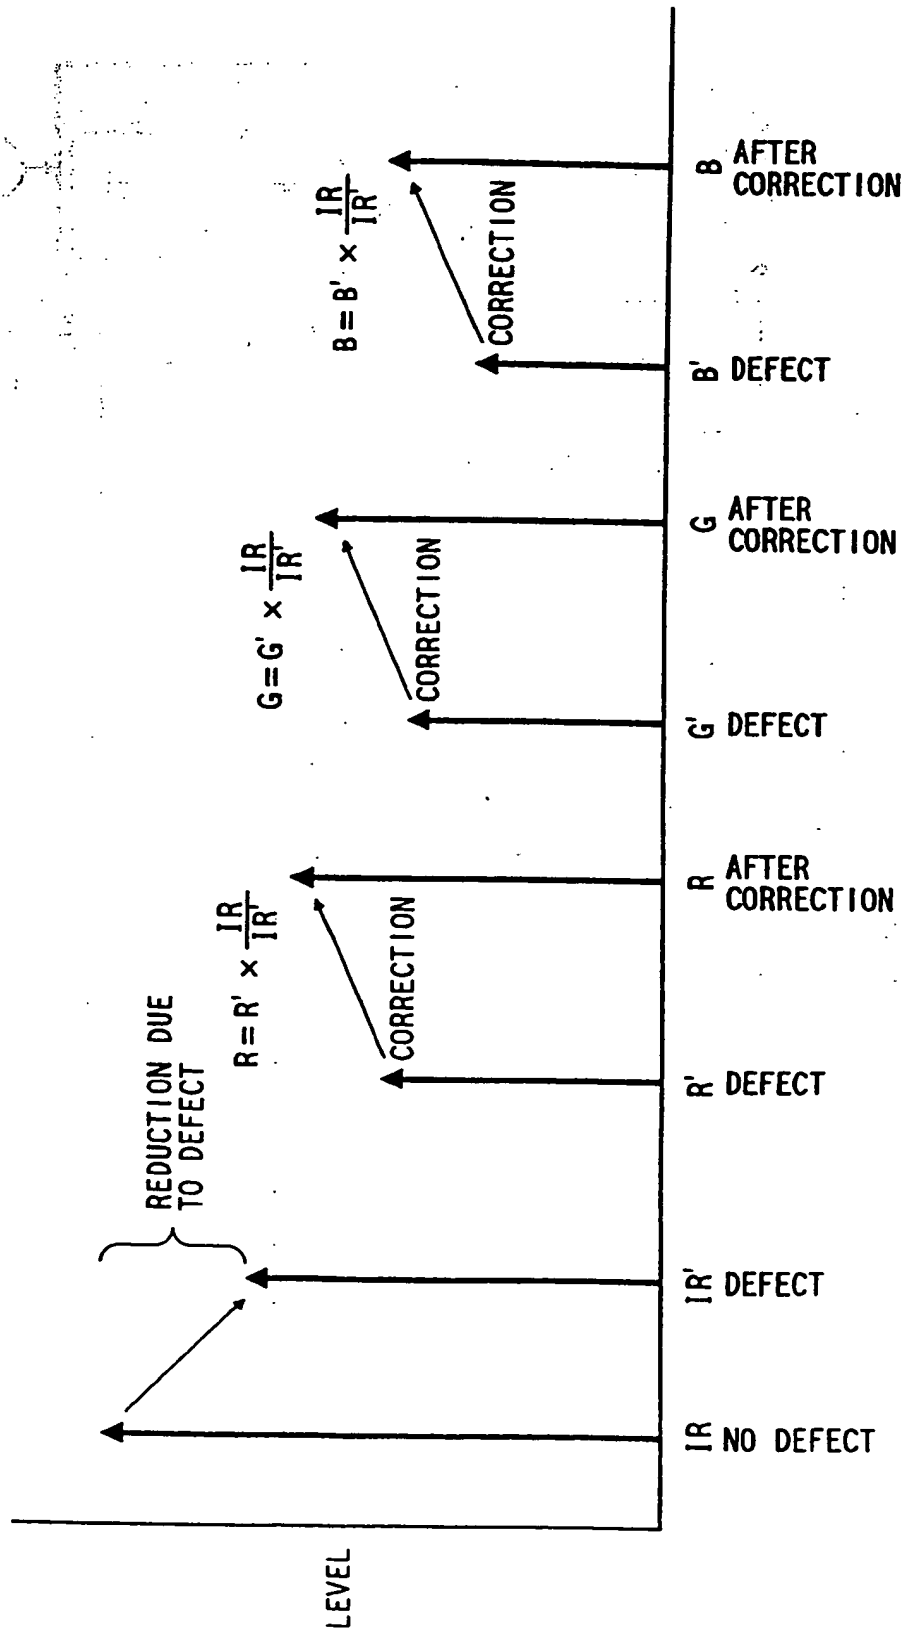 LEVEL
REDUCTION DUE
TO DEFECT
R = R' × IR/IR'
CORRECTION
G = G' × IR/IR'
CORRECTION
B = B' × IR/IR'
CORRECTION
IR NO DEFECT
IR' DEFECT
R' DEFECT
R AFTER
CORRECTION
G' DEFECT
G AFTER
CORRECTION
B' DEFECT
B AFTER
CORRECTION